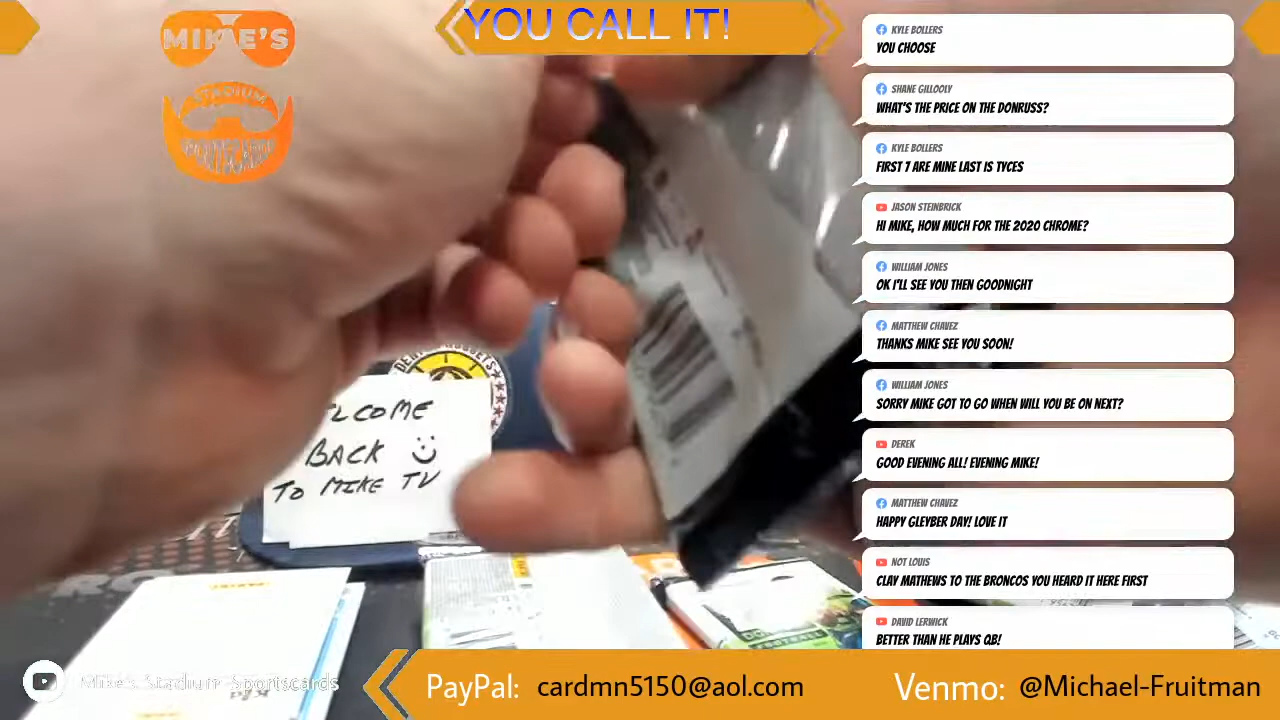 YOU CALL IT!
MIKE'S
STADIUM
KYLE BOLLERS
YOU CHOOSE
SHANE GILLOOLY
WHAT'S THE PRICE ON THE DONRUSS?
KYLE BOLLERS
FIRST 7 ARE MINE LAST IS TYCES
JASON STEINBRICK
HI MIKE, HOW MUCH FOR THE 2020 CHROME?
WILLIAM JONES
OK I'LL SEE YOU THEN GOODNIGHT
MATTHEW CHAVEZ
THANKS MIKE SEE YOU SOON!
WILLIAM JONES
SORRY MIKE GOT TO GO WHEN WILL YOU BE ON NEXT?
DEREK
GOOD EVENING ALL! EVENING MIKE!
MATTHEW CHAVEZ
HAPPY GLEYBER DAY! LOVE IT
NOT LOUIS
CLAY MATHEWS TO THE BRONCOS YOU HEARD IT HERE FIRST
DAVID LERWICK
BETTER THAN HE PLAYS QB!
BACK
TO MIKE TV
Mike's Stadium Sportscards
PayPal: cardmn5150@aol.com
Venmo: @Michael-Fruitman